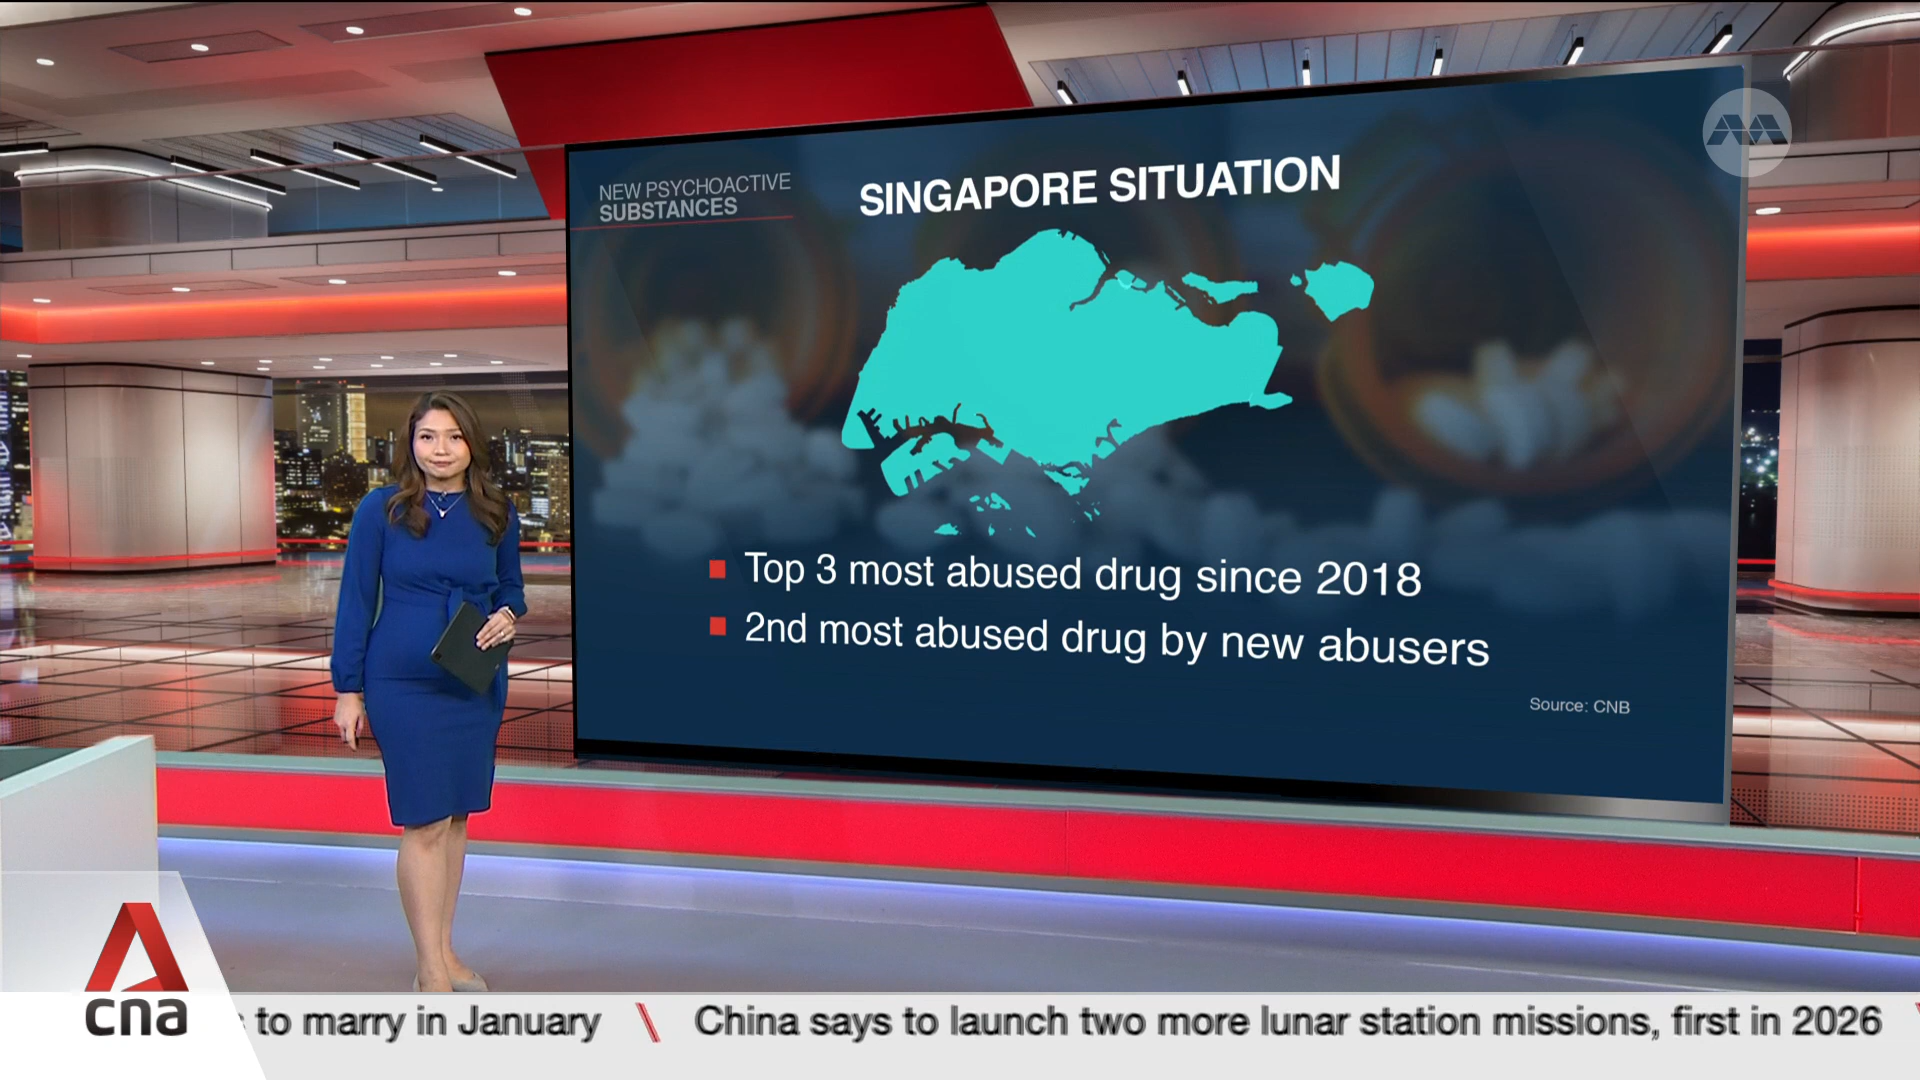 NEW PSYCHOACTIVE
SUBSTANCES
SINGAPORE SITUATION
Top 3 most abused drug since 2018
2nd most abused drug by new abusers
Source: CNB
cna
to marry in January \ China says to launch two more lunar station missions, first in 2026